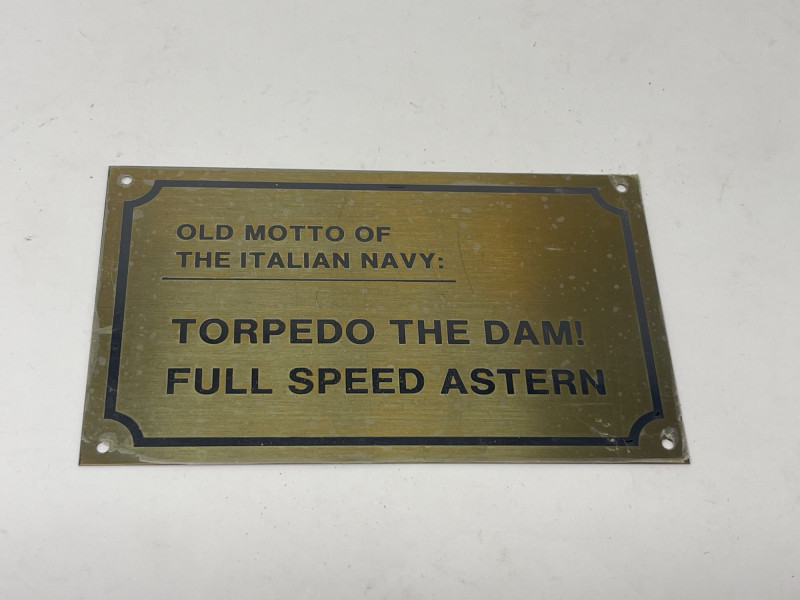 OLD MOTTO OF
THE ITALIAN NAVY:
TORPEDO THE DAM!
FULL SPEED ASTERN